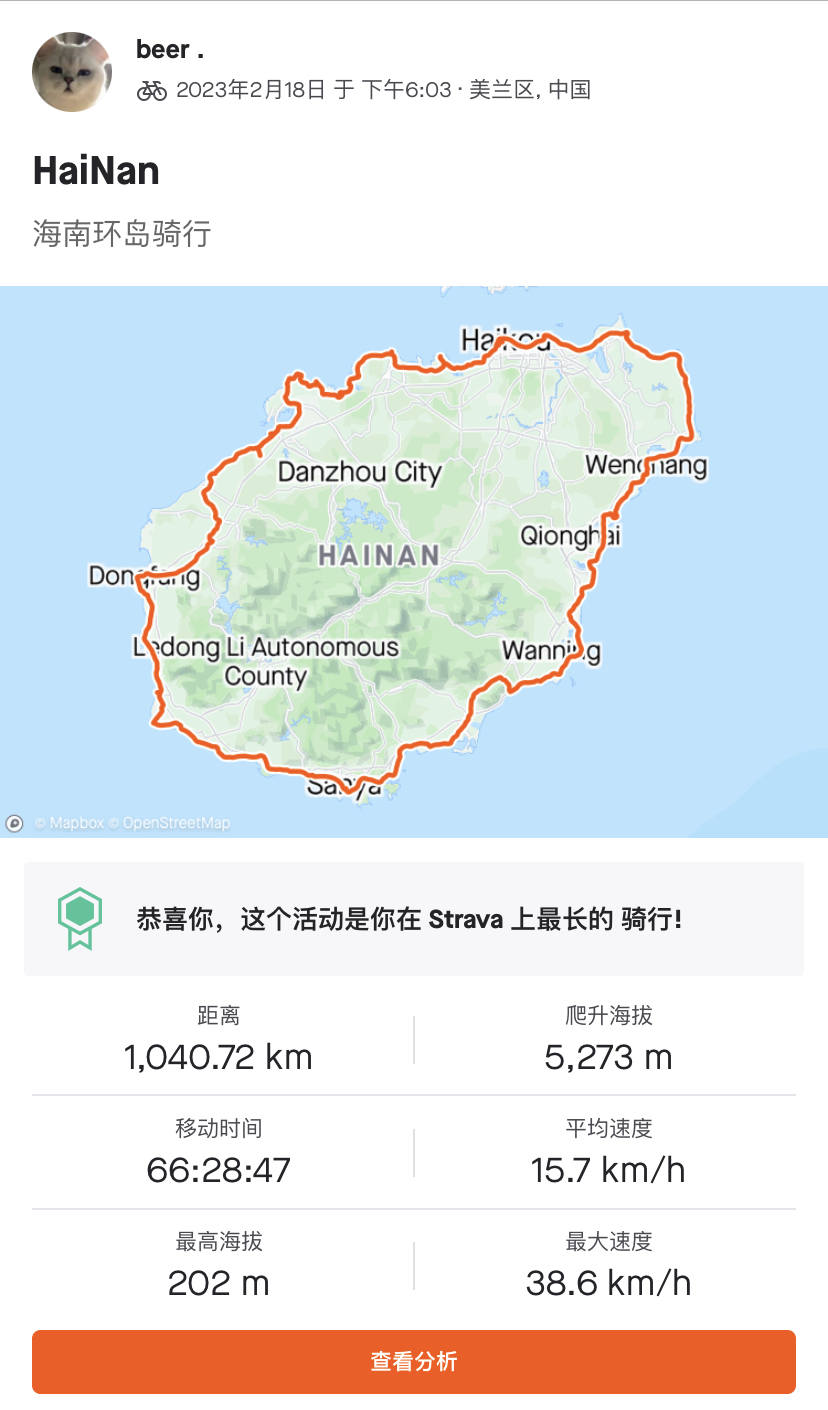 beer .
2023年2月18日 于 下午6:03 · 美兰区, 中国
HaiNan
海南环岛骑行
Haikou
Danzhou City
Wenchang
Qionghai
HAINAN
Dongfang
Ledong Li Autonomous
County
Wanning
Sanya
© Mapbox © OpenStreetMap
恭喜你，这个活动是你在 Strava 上最长的 骑行!
距离
爬升海拔
1,040.72 km
5,273 m
移动时间
平均速度
66:28:47
15.7 km/h
最高海拔
最大速度
202 m
38.6 km/h
查看分析